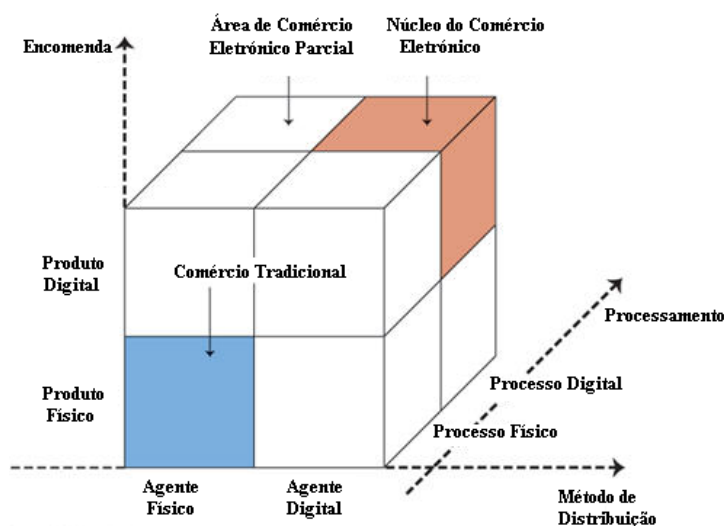 Área de Comércio
Eletrónico Parcial
Núcleo do Comércio
Eletrónico
Encomenda
Produto
Digital
Comércio Tradicional
Processamento
Produto
Físico
Processo Digital
Processo Físico
Agente
Físico
Agente
Digital
Método de
Distribuição